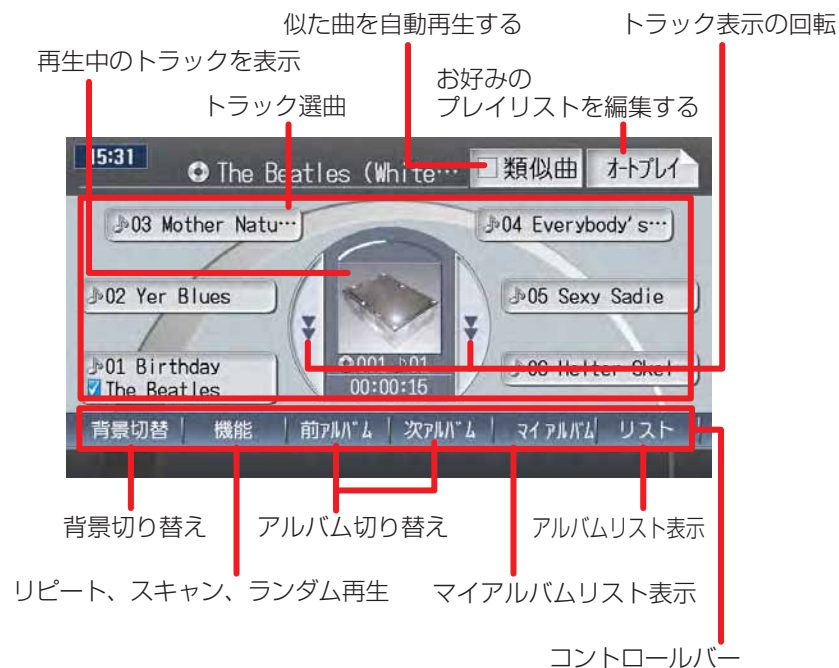 似た曲を自動再生する
トラック表示の回転
再生中のトラックを表示
お好みの
プレイリストを編集する
トラック選曲
15:31
The Beatles (White…
類似曲
オートプレイ
03 Mother Natu…
04 Everybody's…
02 Yer Blues
05 Sexy Sadie
01 Birthday
The Beatles
001 ♪01
00:00:15
06 Helter Skel
背景切替
機能
前アルバム
次アルバム
マイアルバム
リスト
背景切り替え
アルバム切り替え
アルバムリスト表示
リピート、スキャン、ランダム再生
マイアルバムリスト表示
コントロールバー